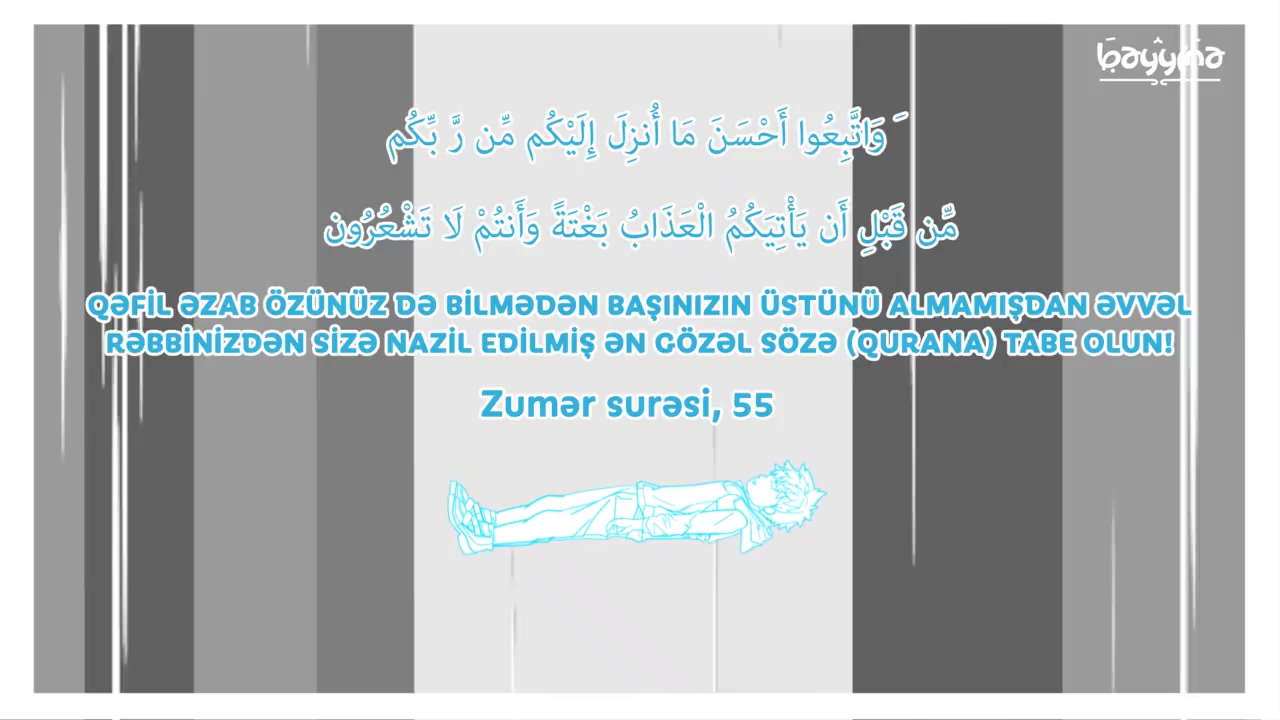 bəyyinə
وَاتَّبِعُوا أَحْسَنَ مَا أُنزِلَ إِلَيْكُم مِّن رَّ بِّكُم
مِّن قَبْلِ أَن يَأْتِيَكُمُ الْعَذَابُ بَغْتَةً وَأَنتُمْ لَا تَشْعُرُون
QƏFİL ƏZAB ÖZÜNÜZ DƏ BİLMƏDƏN BAŞINIZIN ÜSTÜNÜ ALMAMIŞDAN ƏVVƏL
RƏBBİNİZDƏN SİZƏ NAZİL EDİLMİŞ ƏN GÖZƏL SÖZƏ (QURANA) TABE OLUN!
Zumər surəsi, 55